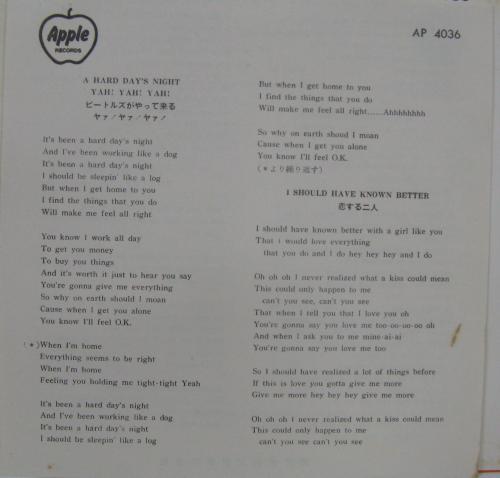 Apple
RECORDS
AP 4036
A HARD DAY'S NIGHT
YAH! YAH! YAH!
ビートルズがやって来る
ヤァ!ヤァ!ヤァ!
It's been a hard day's night
And I've been working like a dog
It's been a hard day's night
I should be sleepin' like a log
But when I get home to you
I find the things that you do
Will make me feel all right
You know I work all day
To get you money
To buy you things
And it's worth it just to hear you say
You're gonna give me everything
So why on earth should I moan
Cause when I get you alone
You know I'll feel O.K.
(*)When I'm home
Everything seems to be right
When I'm home
Feeling you holding me tight-tight Yeah
It's been a hard day's night
And I've been working like a dog
It's been a hard day's night
I should be sleepin' like a log
But when I get home to you
I find the things that you do
Will make me feel all right......Ahhhhhhhh
So why on earth shoud I moan
Cause when I get you alone
You know I'll feel O.K.
(*より繰り返す)
I SHOULD HAVE KNOWN BETTER
恋する二人
I should have known better with a girl like you
That i would love everything
that you do and I do hey hey hey and I do
Oh oh oh I never realized what a kiss could mean
This could only happen to me
can't you see, can't you see
That when I tell you that I love you oh
You're gonna say you love me too-oo-oo-oo oh
And when I ask you to me mine-ai-ai
You're gonna say you love me too
So I should have realized a lot of things before
If this is love you gotta give me more
Give me more hey hey hey give me more
Oh oh oh I never realized what a kiss could mean
This could only happen to me
can't you see can't you see